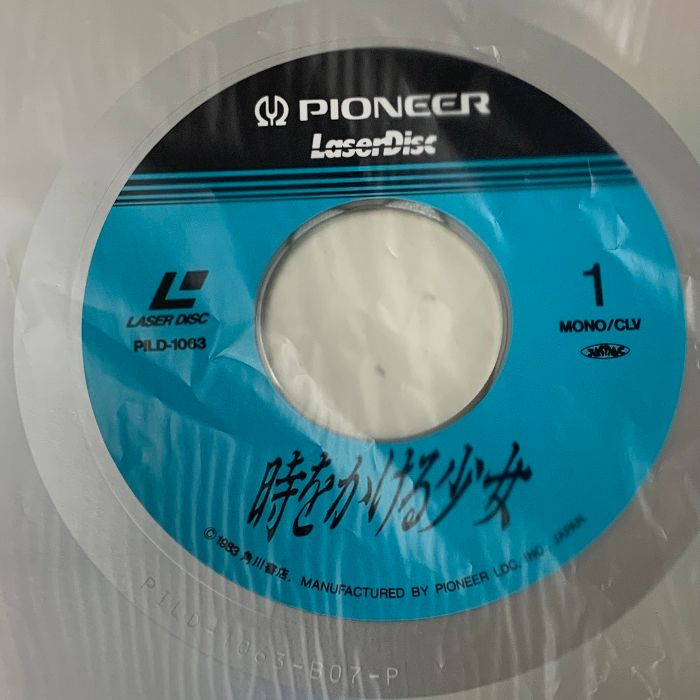 PIONEER
LaserDisc
LASER DISC
PILD-1063
1
MONO/CLV
時をかける少女
© 1983 角川書店. MANUFACTURED BY PIONEER LDC, INC. JAPAN.
PILD-1063-B07-P